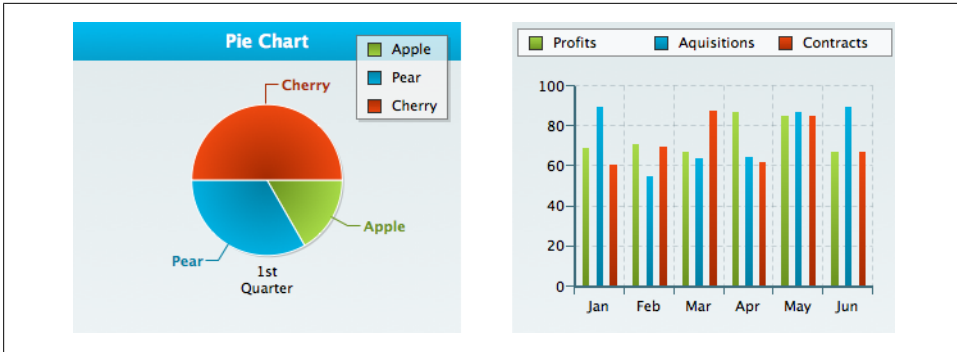 Pie Chart
Apple
Pear
Cherry
Cherry
Apple
Pear
1st
Quarter
Profits Aquisitions Contracts
100
80
60
40
20
0
Jan Feb Mar Apr May Jun